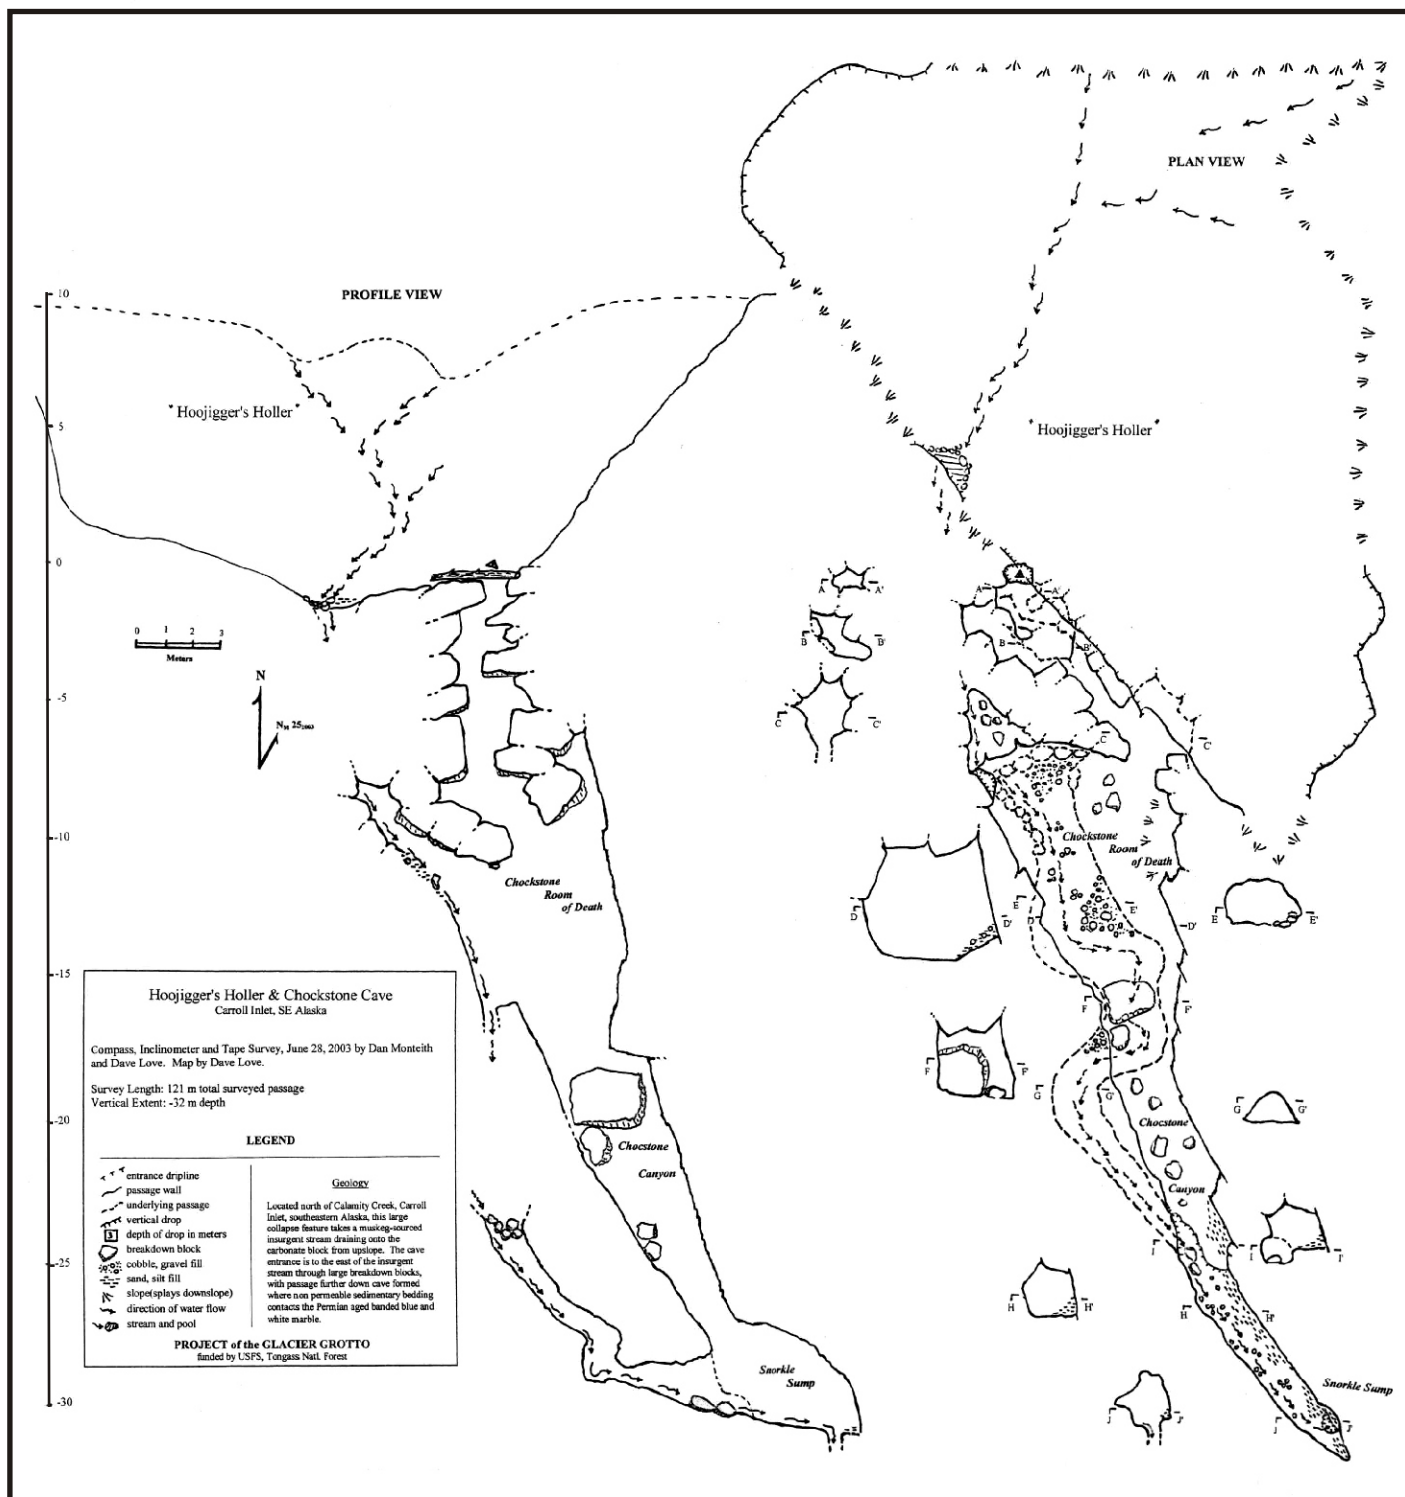 PLAN VIEW
PROFILE VIEW
10
5
0
-5
-10
-15
-20
-25
-30
"Hoojigger's Holler"
"Hoojigger's Holler"
0 1 2 3
Meters
N
A A'
B B'
C C'
A A'
B B'
C C'
Chockstone
Room
of Death
Chockstone
Room
of Death
D D'
E E'
D D'
E E'
F F'
F F'
G G'
G G'
Chocstone
Canyon
Chocstone
Canyon
I I'
I I'
H H'
H H'
Snorkle
Sump
Snorkle Sump
J J'
J J'
Hoojigger's Holler & Chockstone Cave
Carroll Inlet, SE Alaska
Compass, Inclinometer and Tape Survey, June 28, 2003 by Dan Monteith
and Dave Love. Map by Dave Love.
Survey Length: 121 m total surveyed passage
Vertical Extent: -32 m depth
LEGEND
entrance dripline
passage wall
underlying passage
vertical drop
3 depth of drop in meters
breakdown block
cobble, gravel fill
sand, silt fill
slope(splays downslope)
direction of water flow
stream and pool
Geology
Located north of Calamity Creek, Carroll
Inlet, southeastern Alaska, this large
collapse feature takes a muskeg-sourced
insurgent stream draining onto the
carbonate block from upslope. The cave
entrance is to the east of the insurgent
stream through large breakdown blocks,
with passage further down cave formed
where non permeable sedimentary bedding
contacts the Permian aged banded blue and
white marble.
PROJECT of the GLACIER GROTTO
funded by USFS, Tongass Natl. Forest